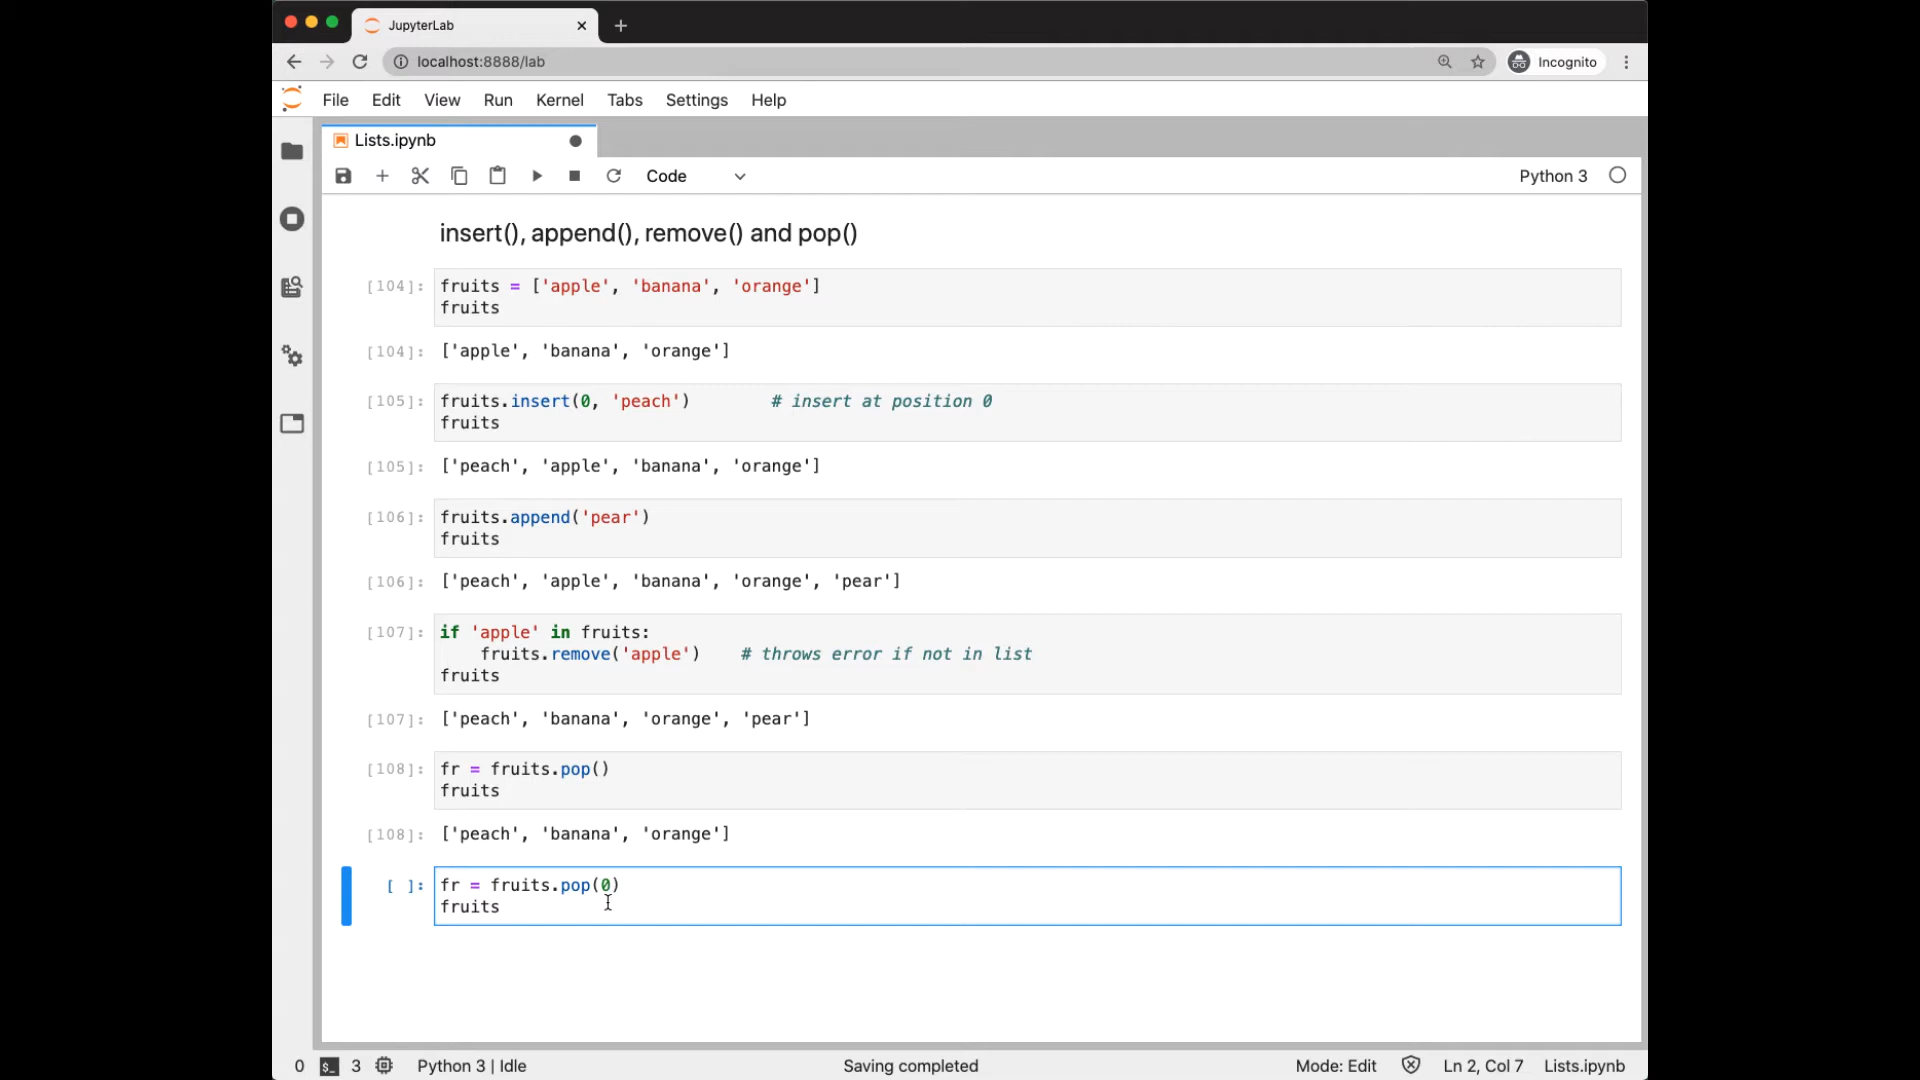 JupyterLab
localhost:8888/lab
Incognito
File Edit View Run Kernel Tabs Settings Help
Lists.ipynb
Code
Python 3
insert(), append(), remove() and pop()
[104]: fruits = ['apple', 'banana', 'orange']
fruits
[104]: ['apple', 'banana', 'orange']
[105]: fruits.insert(0, 'peach') # insert at position 0
fruits
[105]: ['peach', 'apple', 'banana', 'orange']
[106]: fruits.append('pear')
fruits
[106]: ['peach', 'apple', 'banana', 'orange', 'pear']
[107]: if 'apple' in fruits:
fruits.remove('apple') # throws error if not in list
fruits
[107]: ['peach', 'banana', 'orange', 'pear']
[108]: fr = fruits.pop()
fruits
[108]: ['peach', 'banana', 'orange']
[ ]: fr = fruits.pop(0)
fruits
0 $_ 3 Python 3 | Idle Saving completed Mode: Edit Ln 2, Col 7 Lists.ipynb